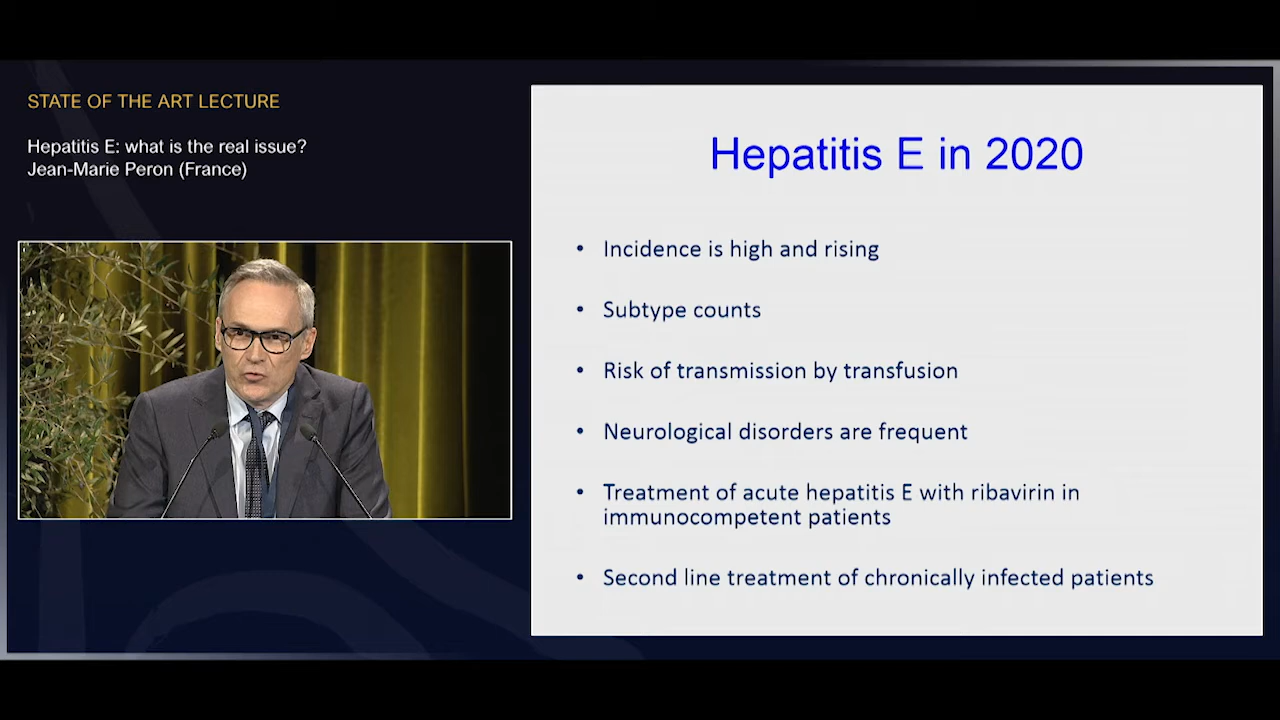 STATE OF THE ART LECTURE
Hepatitis E: what is the real issue?
Jean-Marie Peron (France)
Hepatitis E in 2020
• Incidence is high and rising
• Subtype counts
• Risk of transmission by transfusion
• Neurological disorders are frequent
• Treatment of acute hepatitis E with ribavirin in
immunocompetent patients
• Second line treatment of chronically infected patients